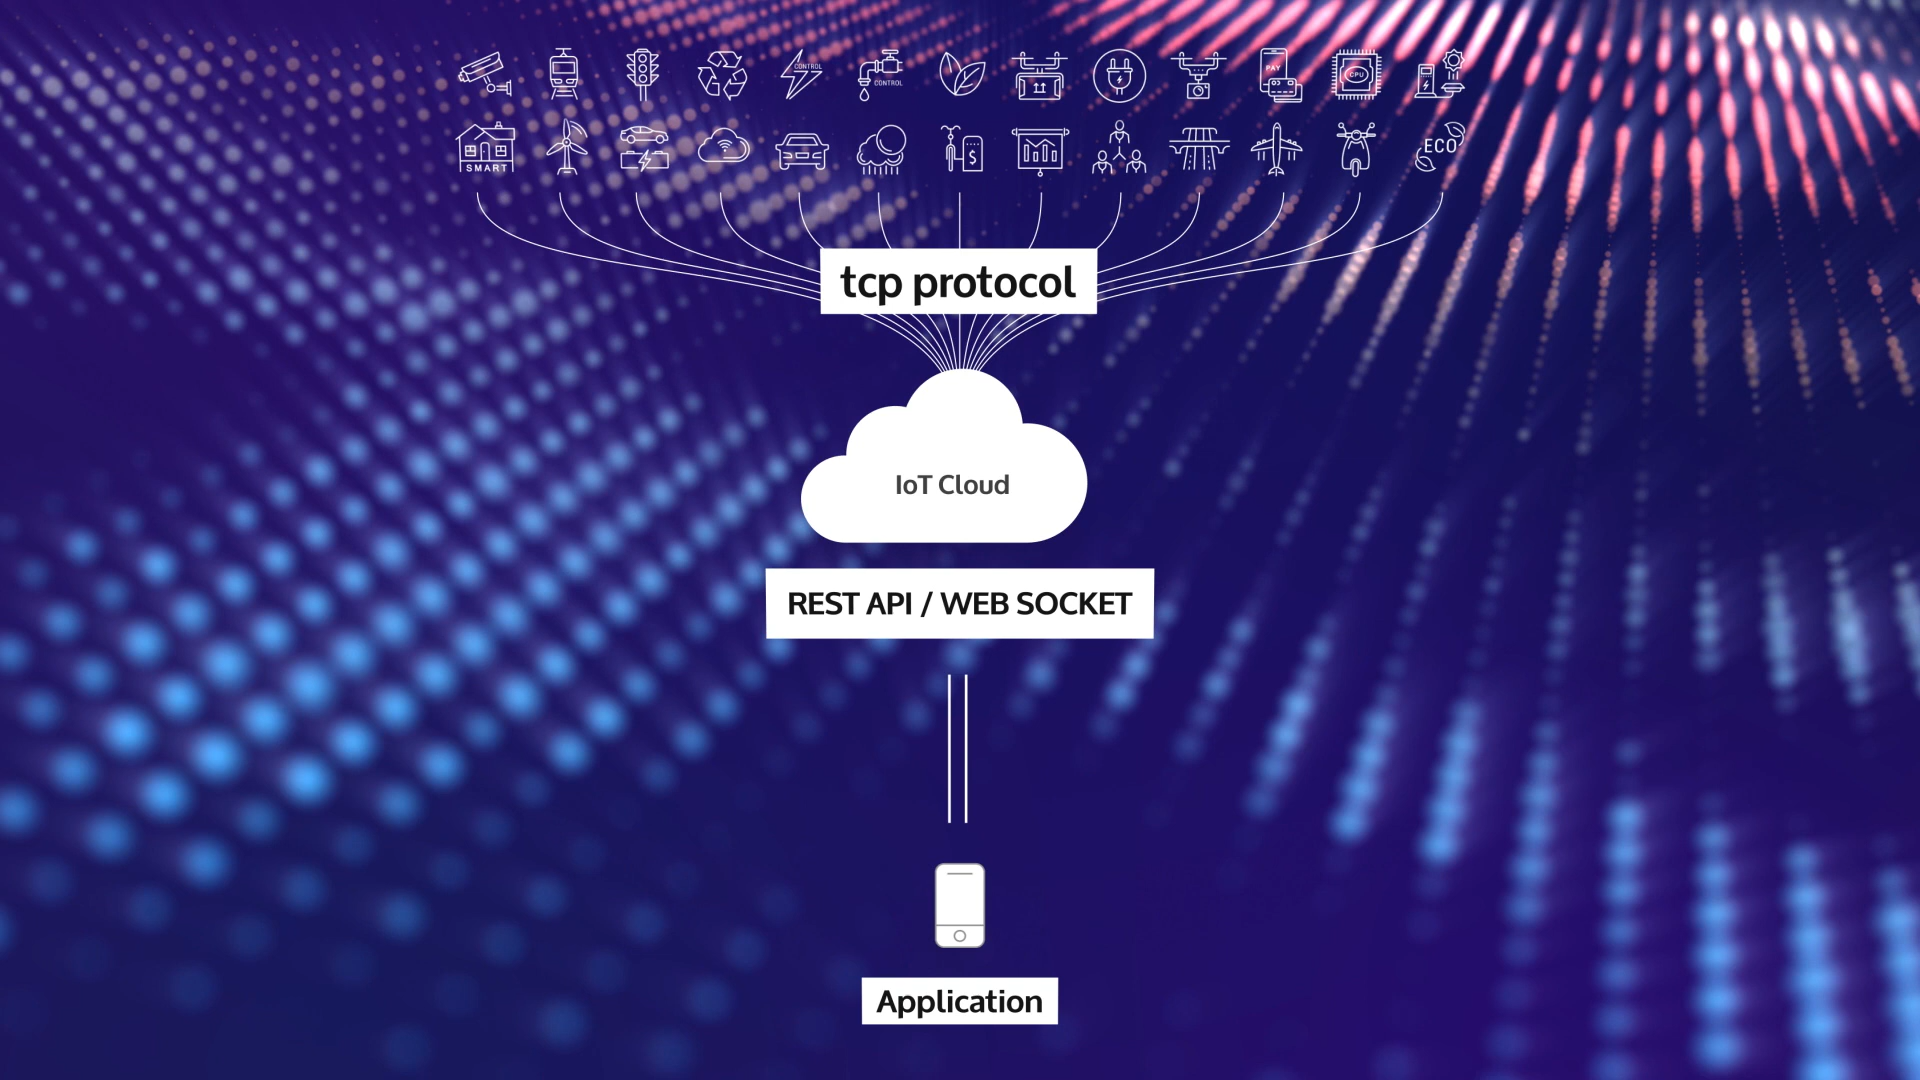 CONTROL
CONTROL
PAY
CPU
SMART
$
ECO
tcp protocol
IoT Cloud
REST API / WEB SOCKET
Application